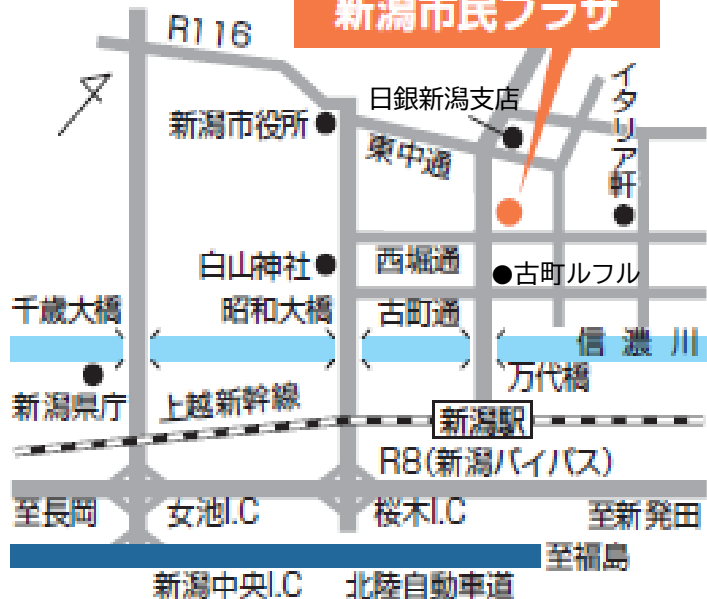 新潟市民プラザ
R116
日銀新潟支店
イタリア軒
新潟市役所
東中通
白山神社
西堀通
古町ルフル
千歳大橋
昭和大橋
古町通
信濃川
万代橋
新潟県庁
上越新幹線
新潟駅
R8(新潟バイパス)
至長岡
女池I.C
桜木I.C
至新発田
至福島
新潟中央I.C
北陸自動車道